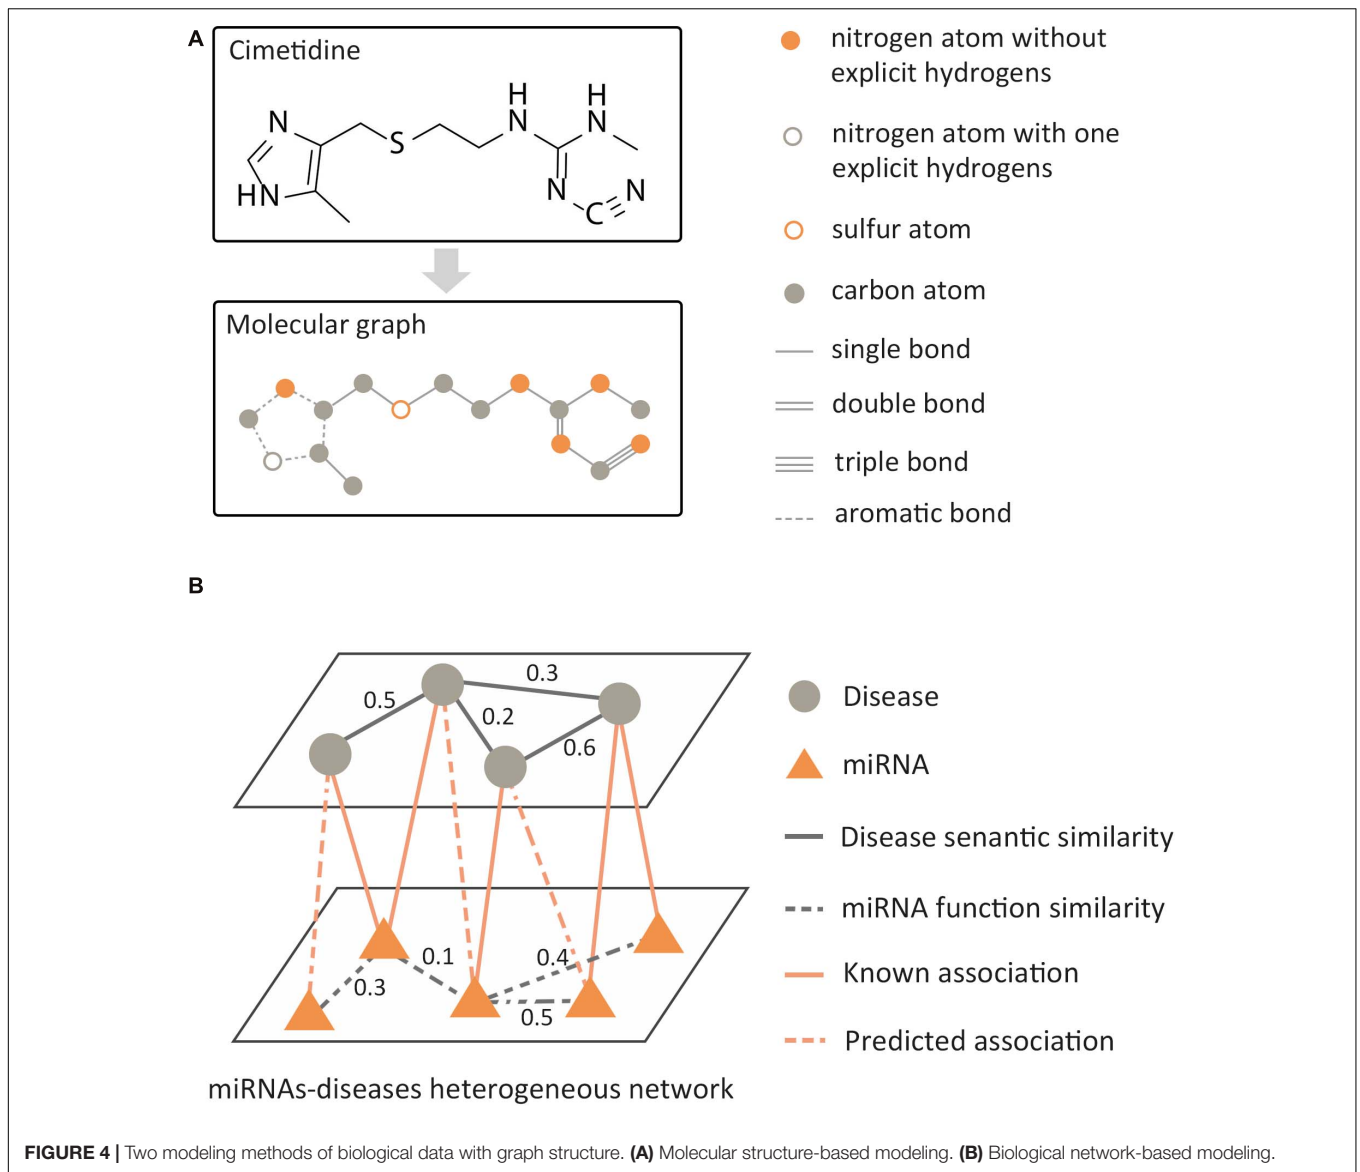 A
Cimetidine
N
HN
S
H
N
H
N
N
C
N
Molecular graph
nitrogen atom without
explicit hydrogens
nitrogen atom with one
explicit hydrogens
sulfur atom
carbon atom
single bond
double bond
triple bond
aromatic bond
B
0.5
0.3
0.2
0.6
0.1
0.3
0.4
0.5
Disease
miRNA
Disease senantic similarity
miRNA function similarity
Known association
Predicted association
miRNAs-diseases heterogeneous network
FIGURE 4 | Two modeling methods of biological data with graph structure. (A) Molecular structure-based modeling. (B) Biological network-based modeling.